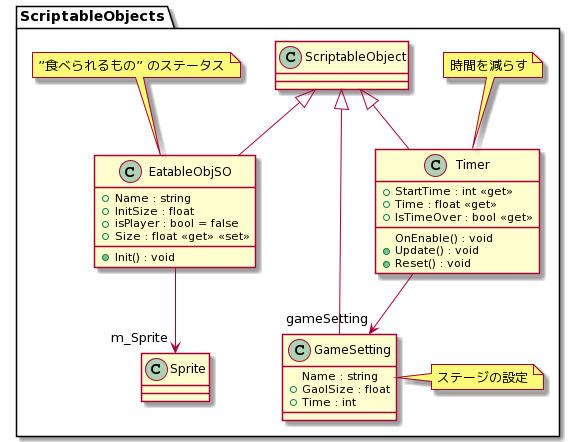 ScriptableObjects
”食べられるもの” のステータス
C ScriptableObject
時間を減らす
C EatableObjSO
Name : string
InitSize : float
isPlayer : bool = false
Size : float «get» «set»
Init() : void
C Timer
StartTime : int «get»
Time : float «get»
IsTimeOver : bool «get»
OnEnable() : void
Update() : void
Reset() : void
m_Sprite
gameSetting
C Sprite
C GameSetting
Name : string
GaolSize : float
Time : int
ステージの設定